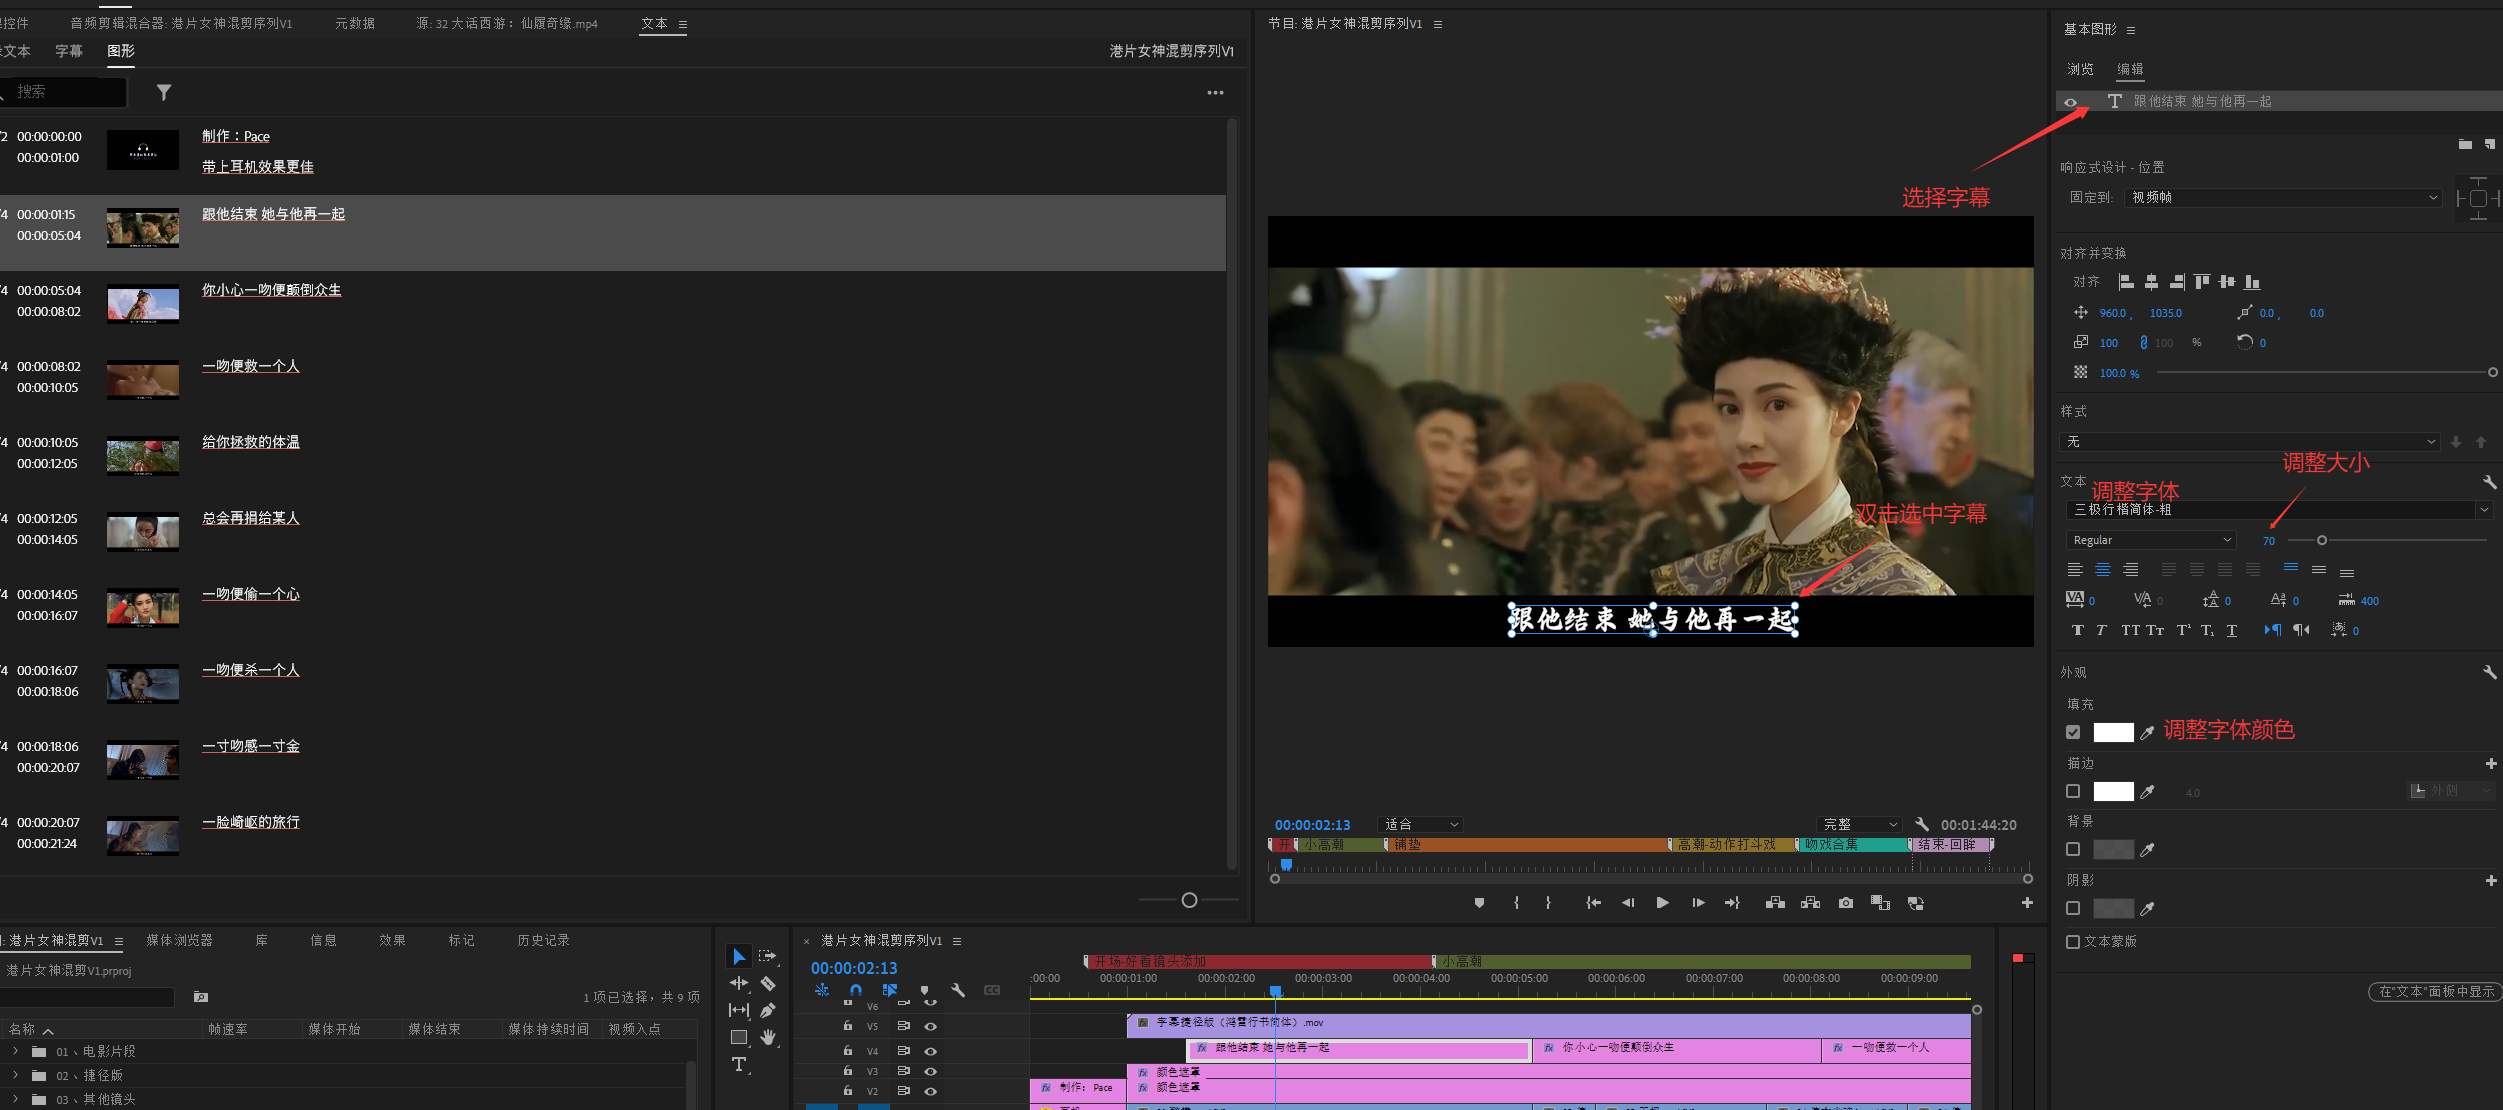 控件
音频剪辑混合器: 港片女神混剪序列V1
元数据
源: 32 大话西游：仙履奇缘.mp4
文本
文本
字幕
图形
港片女神混剪序列V1
搜索
00:00:00:00
00:00:01:00
制作：Pace
带上耳机效果更佳
00:00:01:15
00:00:05:04
跟他结束 她与他再一起
00:00:05:04
00:00:08:02
你小心一吻便颠倒众生
00:00:08:02
00:00:10:05
一吻便救一个人
00:00:10:05
00:00:12:05
给你拯救的体温
00:00:12:05
00:00:14:05
总会再捐给某人
00:00:14:05
00:00:16:07
一吻便偷一个心
00:00:16:07
00:00:18:06
一吻便杀一个人
00:00:18:06
00:00:20:07
一寸吻感一寸金
00:00:20:07
00:00:21:24
一脸崎岖的旅行
节目: 港片女神混剪序列V1
选择字幕
双击选中字幕
跟他结束 她与他再一起
00:00:02:13
适合
完整
00:01:44:20
开
小高潮
铺垫
高潮-动作打斗戏
吻戏合集
结束-回眸
基本图形
浏览
编辑
跟他结束 她与他再一起
响应式设计 - 位置
固定到:
视频帧
对齐并变换
对齐
960.0 ,
1035.0
0.0 ,
0.0
100
100
%
0
100.0 %
样式
无
调整大小
文本
调整字体
三极行楷简体-粗
Regular
70
0
0
0
0
400
0
外观
填充
调整字体颜色
描边
4.0
外侧
背景
阴影
文本蒙版
在"文本"面板中显示
: 港片女神混剪V1
媒体浏览器
库
信息
效果
标记
历史记录
港片女神混剪V1.prproj
1 项已选择，共 9 项
名称
帧速率
媒体开始
媒体结束
媒体持续时间
视频入点
01、电影片段
02、捷径版
03、其他镜头
港片女神混剪序列V1
00:00:02:13
开场-好看镜头添加
小高潮
:00:00
00:00:01:00
00:00:02:00
00:00:03:00
00:00:04:00
00:00:05:00
00:00:06:00
00:00:07:00
00:00:08:00
00:00:09:00
V6
V5
字幕捷径版（鸿雷行书简体）.mov
V4
跟他结束 她与他再一起
你小心一吻便颠倒众生
一吻便救一个人
V3
颜色遮罩
V2
制作：Pace
颜色遮罩